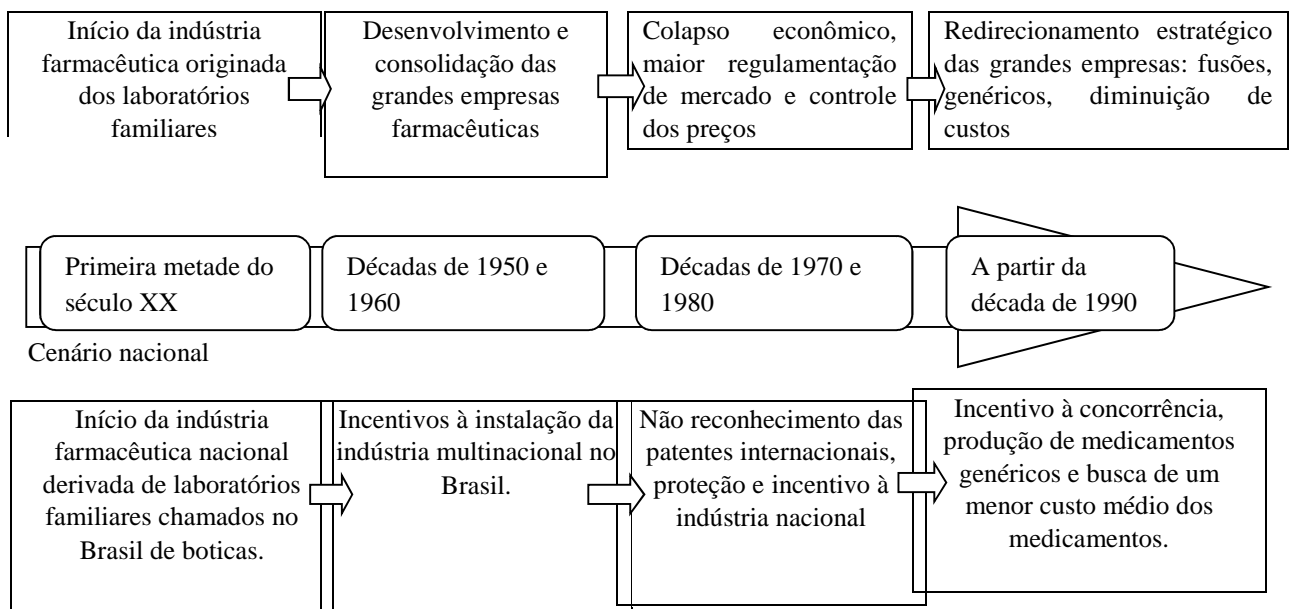 Início da indústria
farmacêutica originada
dos laboratórios
familiares
Desenvolvimento e
consolidação das
grandes empresas
farmacêuticas
Colapso econômico,
maior regulamentação
de mercado e controle
dos preços
Redirecionamento estratégico
das grandes empresas: fusões,
genéricos, diminuição de
custos
Primeira metade do
século XX
Décadas de 1950 e
1960
Décadas de 1970 e
1980
A partir da
década de 1990
Cenário nacional
Início da indústria
farmacêutica nacional
derivada de laboratórios
familiares chamados no
Brasil de boticas.
Incentivos à instalação da
indústria multinacional no
Brasil.
Não reconhecimento das
patentes internacionais,
proteção e incentivo à
indústria nacional
Incentivo à concorrência,
produção de medicamentos
genéricos e busca de um
menor custo médio dos
medicamentos.